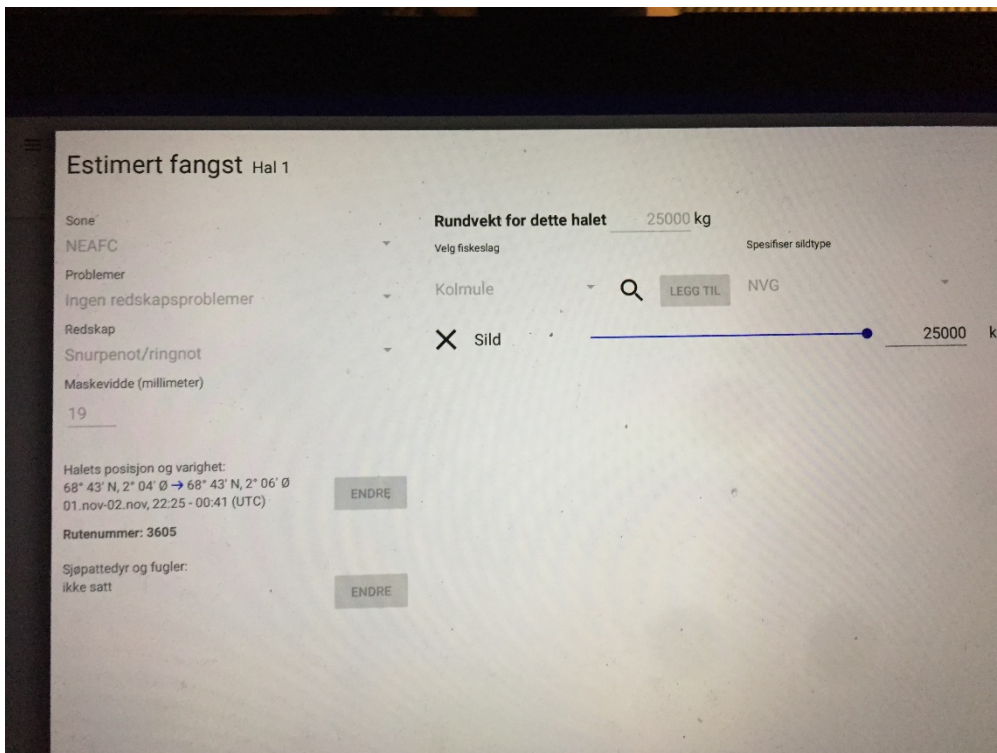 Estimert fangst Hal 1
Sone
NEAFC
Problemer
Ingen redskapsproblemer
Redskap
Snurpenot/ringnot
Maskevidde (millimeter)
19
Halets posisjon og varighet:
68° 43' N, 2° 04' Ø → 68° 43' N, 2° 06' Ø
01.nov-02.nov, 22:25 - 00:41 (UTC)
ENDRE
Rutenummer: 3605
Sjøpattedyr og fugler:
ikke satt
ENDRE
Rundvekt for dette halet 25000 kg
Velg fiskeslag
Kolmule
LEGG TIL
Spesifiser sildtype
NVG
Sild
25000 k